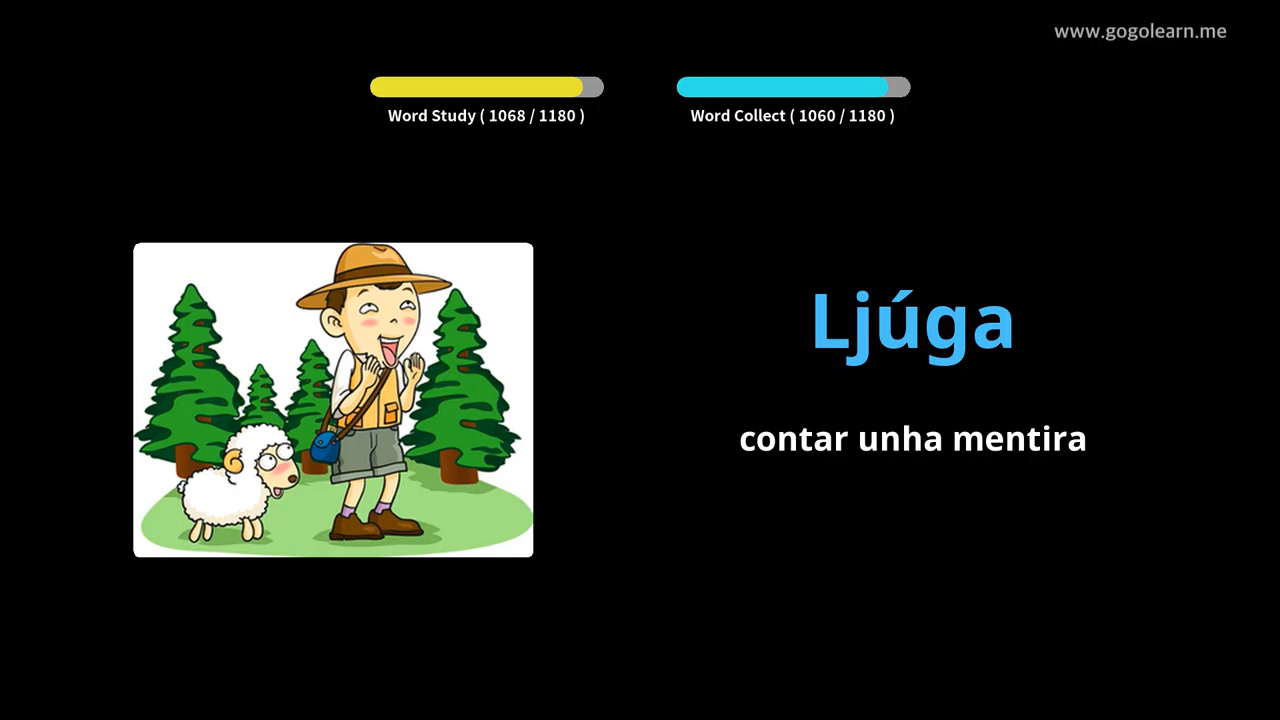 www.gogolearn.me
Word Study ( 1068 / 1180 )
Word Collect ( 1060 / 1180 )
Ljúga
contar unha mentira